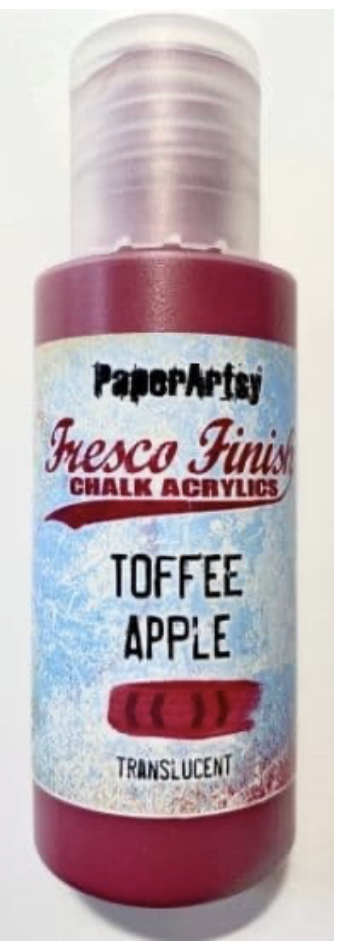 PaperArtsy
Fresco Finish
CHALK ACRYLICS
TOFFEE
APPLE
TRANSLUCENT